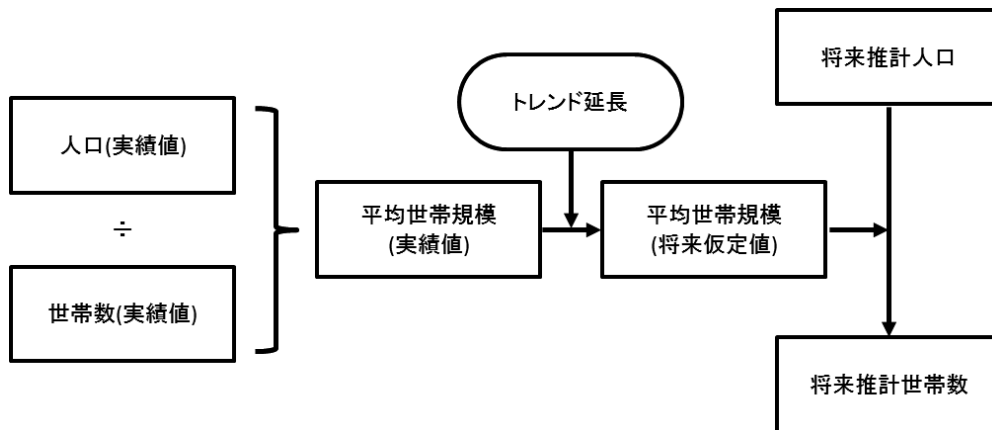 人口(実績値)
÷
世帯数(実績値)
平均世帯規模
(実績値)
トレンド延長
平均世帯規模
(将来仮定値)
将来推計人口
将来推計世帯数